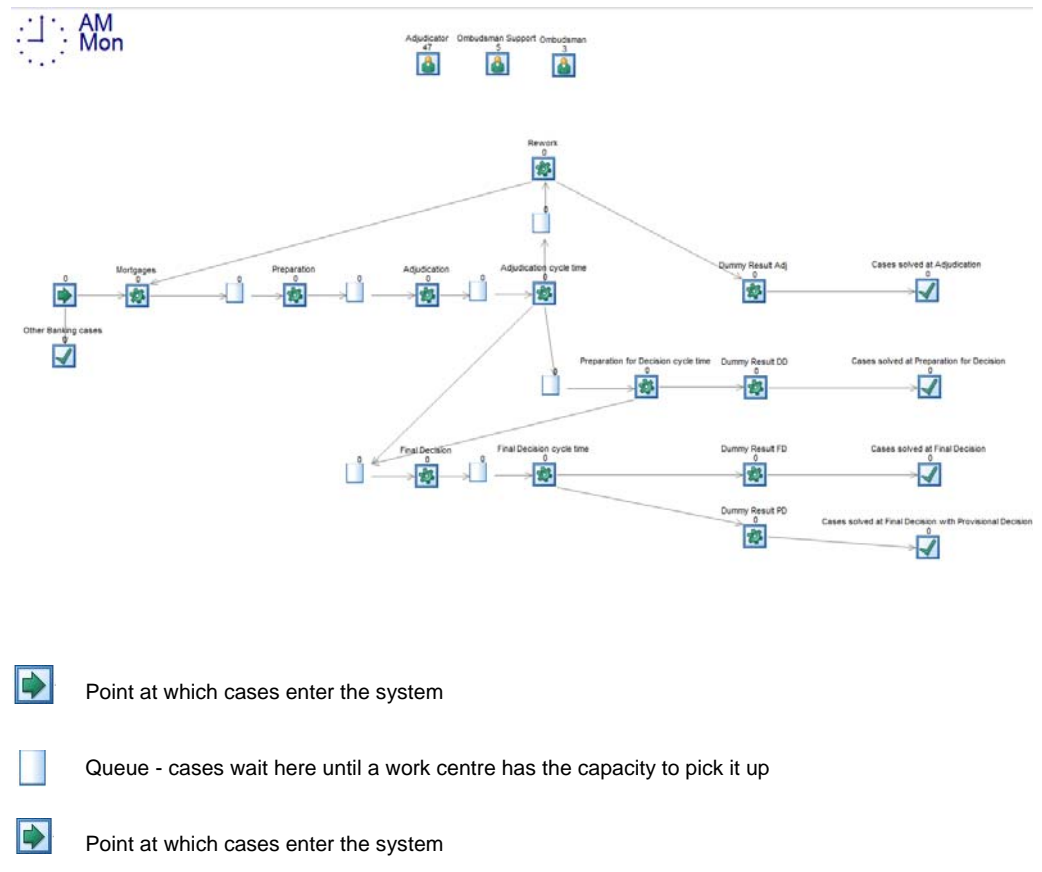 AM
Mon
Adjudicator Ombudsman Support Ombudsman
47 5 3
Rework
0
0
0 Mortgages 0 Preparation 0 Adjudication 0 Adjudication cycle time Dummy Result Adj Cases solved at Adjudication
0 0 0 0 0 0
Other Banking cases
0
0 Preparation for Decision cycle time Dummy Result DD Cases solved at Preparation for Decision
0 0 0
0 Final Decision 0 Final Decision cycle time Dummy Result FD Cases solved at Final Decision
0 0 0 0
Dummy Result PD Cases solved at Final Decision with Provisional Decision
0 0
Point at which cases enter the system
Queue - cases wait here until a work centre has the capacity to pick it up
Point at which cases enter the system